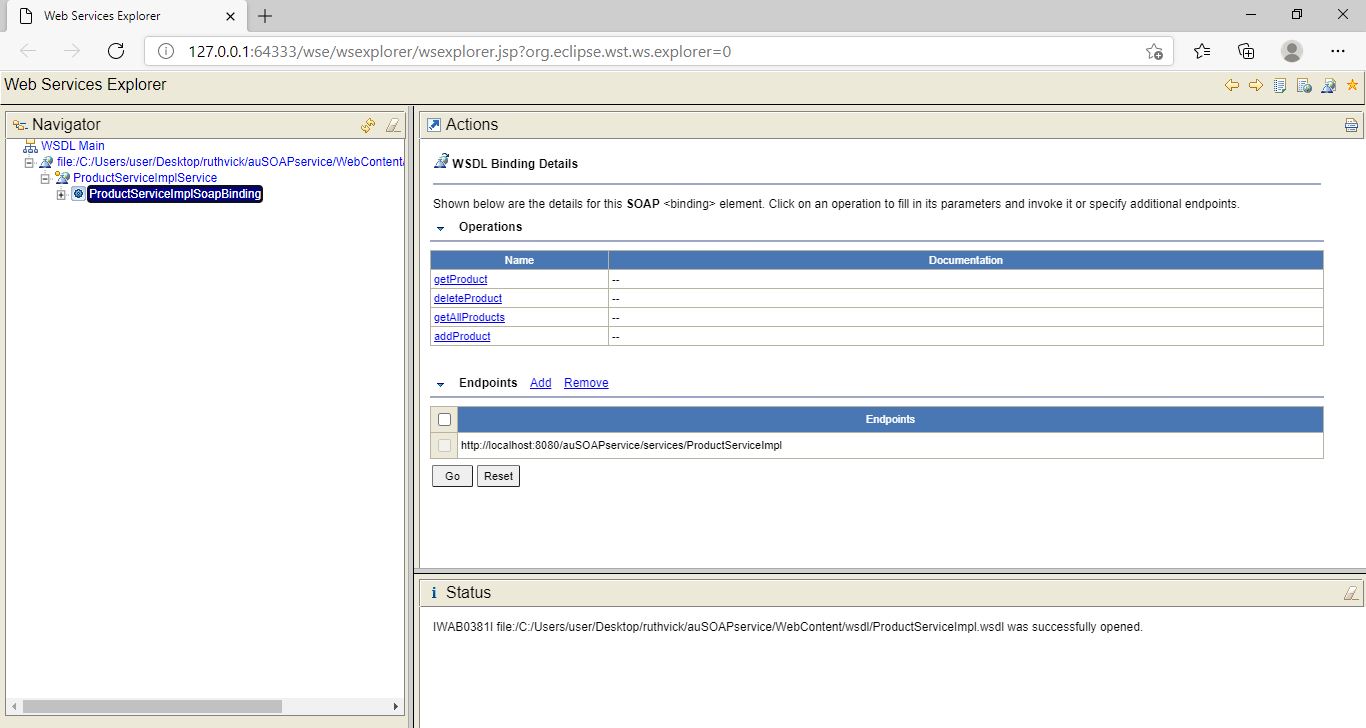 Web Services Explorer
127.0.0.1:64333/wse/wsexplorer/wsexplorer.jsp?org.eclipse.wst.ws.explorer=0
Web Services Explorer
Navigator
WSDL Main
file:/C:/Users/user/Desktop/ruthvick/auSOAPservice/WebContent/
ProductServiceImplService
ProductServiceImplSoapBinding
Actions
WSDL Binding Details
Shown below are the details for this SOAP <binding> element. Click on an operation to fill in its parameters and invoke it or specify additional endpoints.
Operations
Name Documentation
getProduct --
deleteProduct --
getAllProducts --
addProduct --
Endpoints Add Remove
Endpoints
http://localhost:8080/auSOAPservice/services/ProductServiceImpl
Go Reset
Status
IWAB0381I file:/C:/Users/user/Desktop/ruthvick/auSOAPservice/WebContent/wsdl/ProductServiceImpl.wsdl was successfully opened.